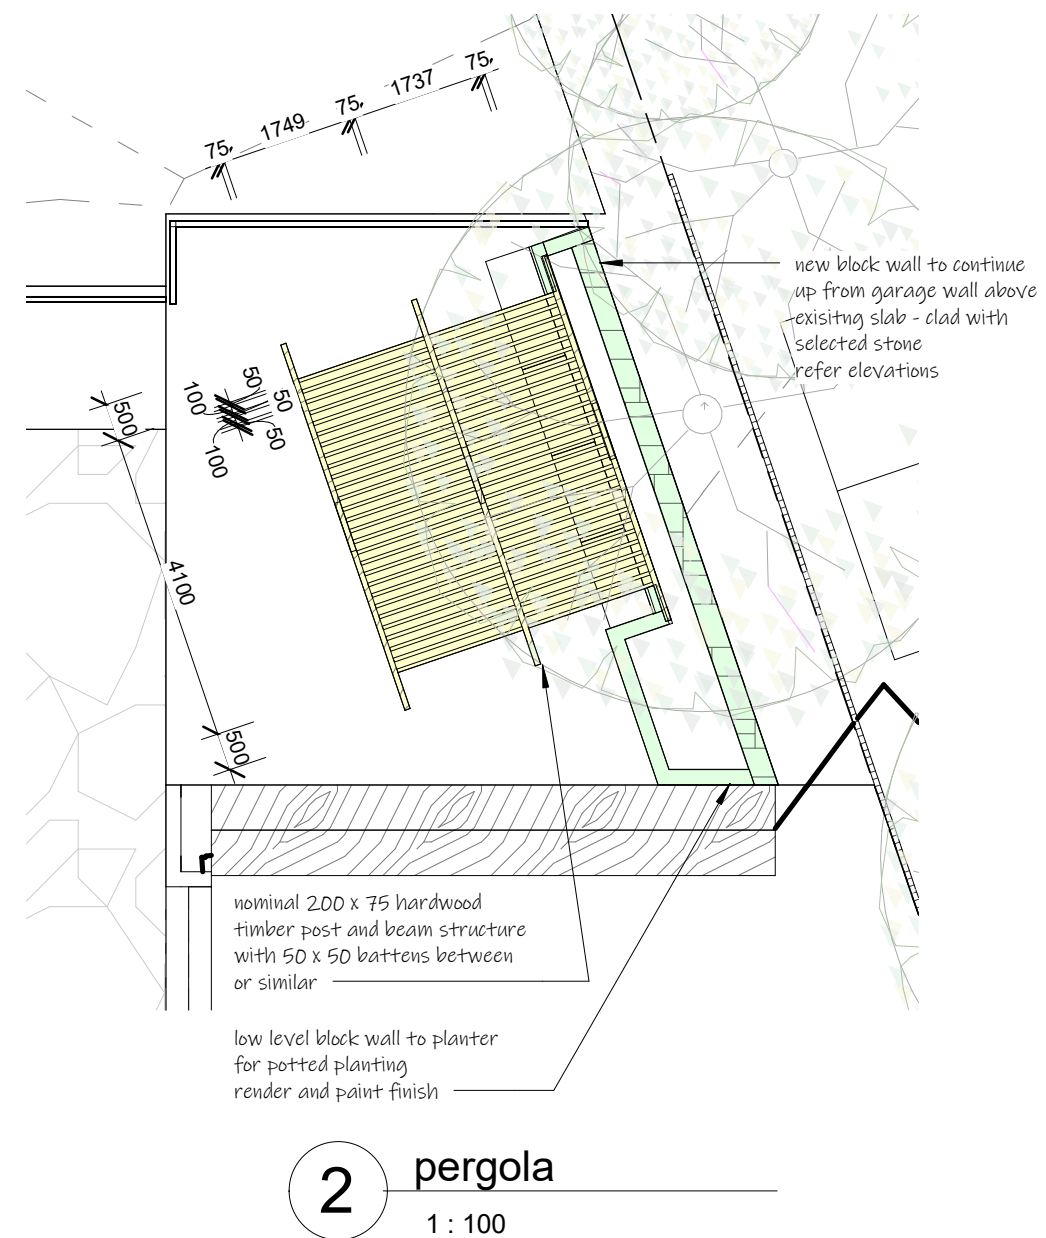 75
1737
75
1749
75
new block wall to continue
up from garage wall above
exisitng slab - clad with
selected stone
refer elevations
50
50
100
50
100
500
4100
500
nominal 200 x 75 hardwood
timber post and beam structure
with 50 x 50 battens between
or similar
low level block wall to planter
for potted planting
render and paint finish
2
pergola
1 : 100